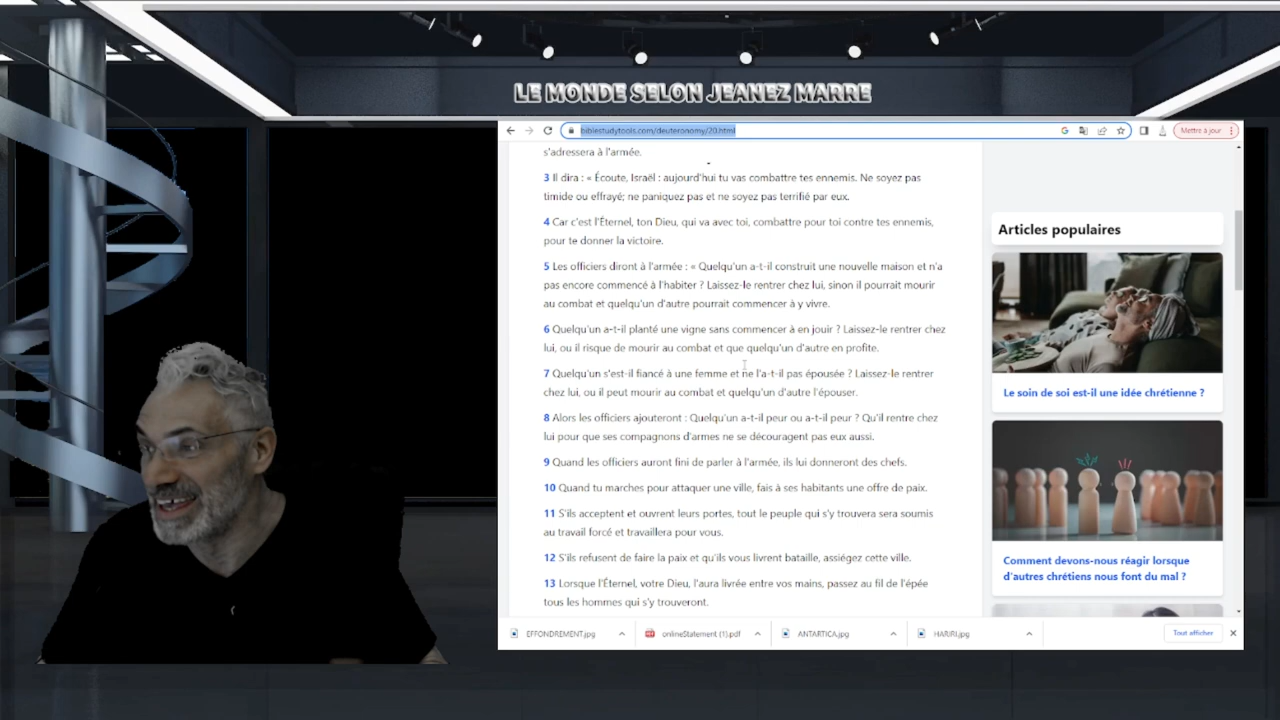 LE MONDE SELON JEANEZ MARRE
biblestudytools.com/deuteronomy/20.html
Mettre à jour
s'adressera à l'armée.
3 Il dira : « Écoute, Israël : aujourd'hui tu vas combattre tes ennemis. Ne soyez pas
timide ou effrayé; ne paniquez pas et ne soyez pas terrifié par eux.
4 Car c'est l'Éternel, ton Dieu, qui va avec toi, combattre pour toi contre tes ennemis,
pour te donner la victoire.
5 Les officiers diront à l'armée : « Quelqu'un a-t-il construit une nouvelle maison et n'a
pas encore commencé à l'habiter ? Laissez-le rentrer chez lui, sinon il pourrait mourir
au combat et quelqu'un d'autre pourrait commencer à y vivre.
6 Quelqu'un a-t-il planté une vigne sans commencer à en jouir ? Laissez-le rentrer chez
lui, ou il risque de mourir au combat et que quelqu'un d'autre en profite.
7 Quelqu'un s'est-il fiancé à une femme et ne l'a-t-il pas épousée ? Laissez-le rentrer
chez lui, ou il peut mourir au combat et quelqu'un d'autre l'épouser.
8 Alors les officiers ajouteront : Quelqu'un a-t-il peur ou a-t-il peur ? Qu'il rentre chez
lui pour que ses compagnons d'armes ne se découragent pas eux aussi.
9 Quand les officiers auront fini de parler à l'armée, ils lui donneront des chefs.
10 Quand tu marches pour attaquer une ville, fais à ses habitants une offre de paix.
11 S'ils acceptent et ouvrent leurs portes, tout le peuple qui s'y trouvera sera soumis
au travail forcé et travaillera pour vous.
12 S'ils refusent de faire la paix et qu'ils vous livrent bataille, assiégez cette ville.
13 Lorsque l'Éternel, votre Dieu, l'aura livrée entre vos mains, passez au fil de l'épée
tous les hommes qui s'y trouveront.
Articles populaires
Le soin de soi est-il une idée chrétienne ?
Comment devons-nous réagir lorsque
d'autres chrétiens nous font du mal ?
EFFONDREMENT.jpg
onlineStatement (1).pdf
ANTARTICA.jpg
HARIRI.jpg
Tout afficher